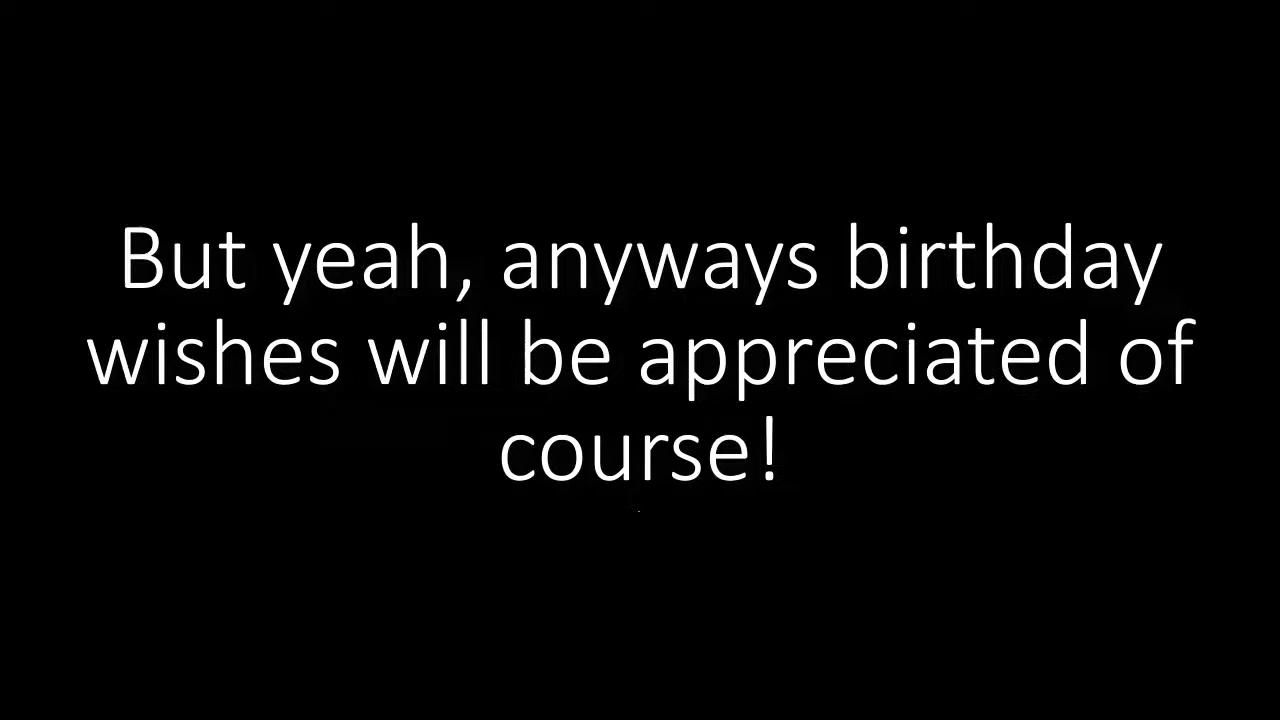 But yeah, anyways birthday
wishes will be appreciated of
course!